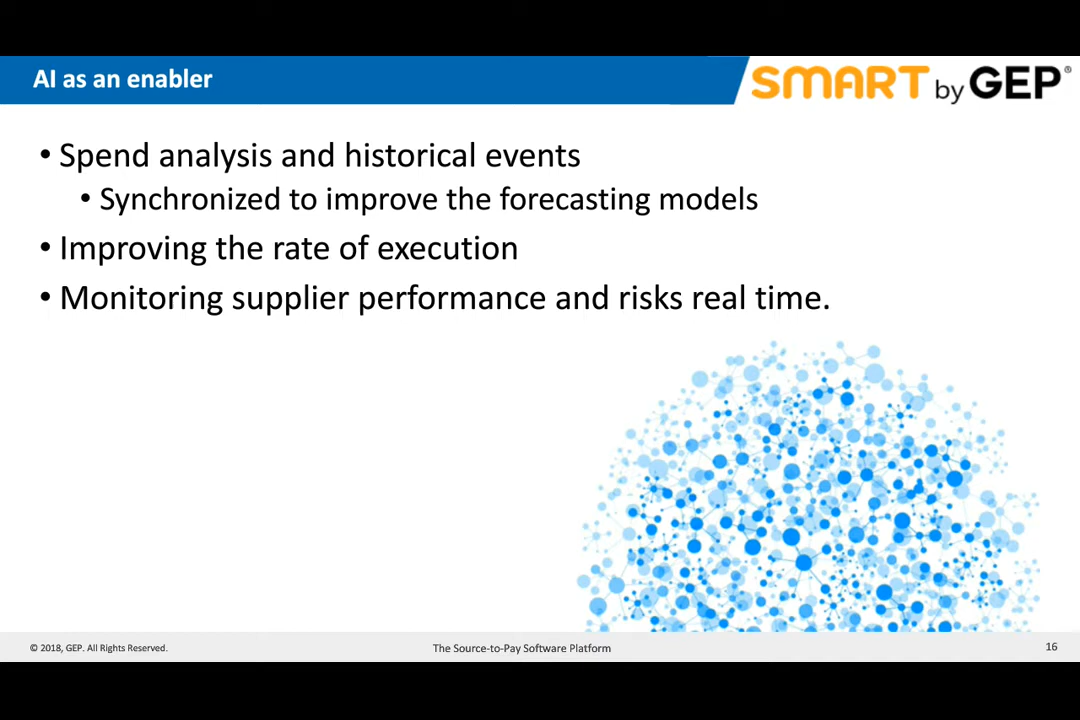 AI as an enabler
SMART by GEP®
• Spend analysis and historical events
• Synchronized to improve the forecasting models
• Improving the rate of execution
• Monitoring supplier performance and risks real time.
© 2018, GEP. All Rights Reserved.
The Source-to-Pay Software Platform
16